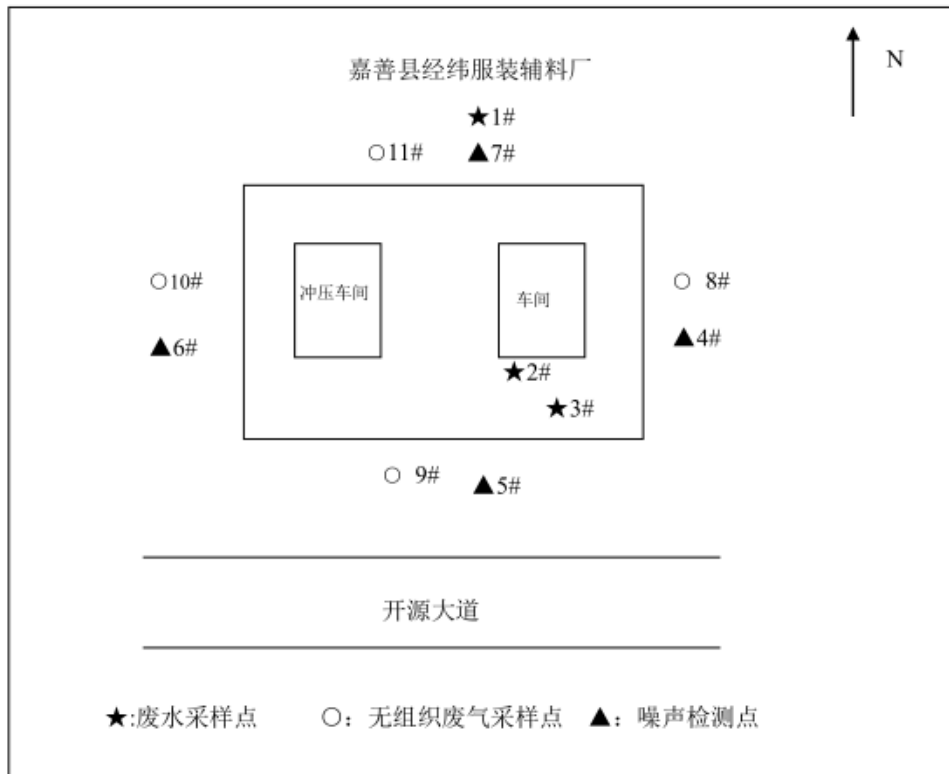 N
嘉善县经纬服装辅料厂
★1#
○11# ▲7#
○10# 冲压车间 车间 ○ 8#
▲6# ▲4#
★2#
★3#
○ 9# ▲5#
开源大道
★:废水采样点 ○：无组织废气采样点 ▲：噪声检测点